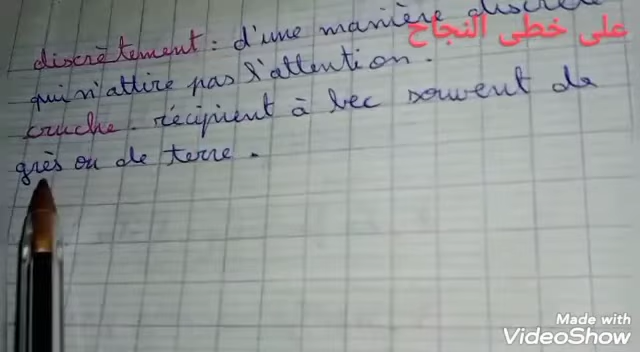 discrètement : d'une manière discrète
على خطى النجاح
qui n'attire pas l'attention.
cruche. récipient à bec souvent de
grès ou de terre.
Made with
VideoShow